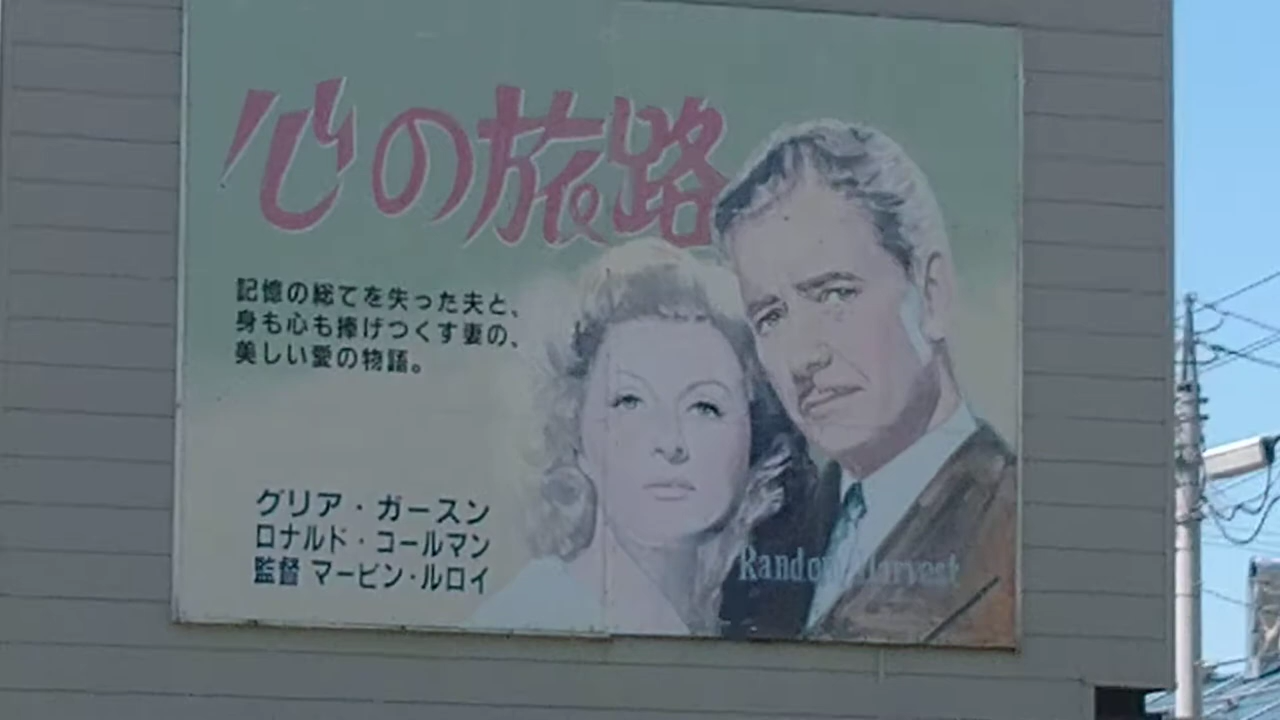 心の旅路
記憶の総てを失った夫と、
身も心も捧げつくす妻の、
美しい愛の物語。
グリア・ガースン
ロナルド・コールマン
監督 マービン・ルロイ
Random Harvest